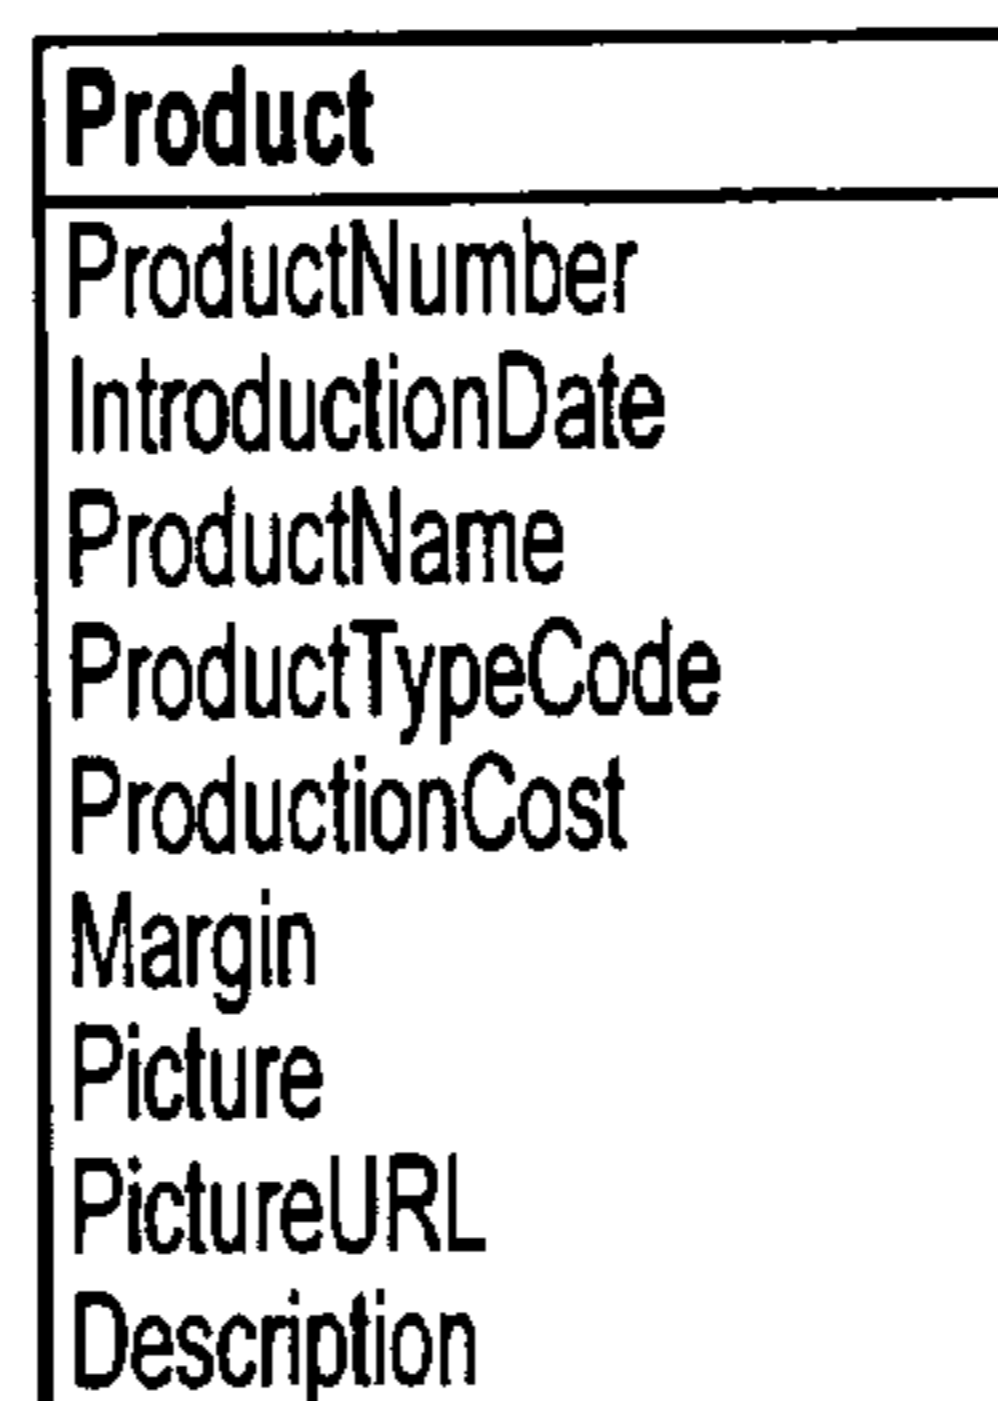 Product
ProductNumber
IntroductionDate
ProductName
ProductTypeCode
ProductionCost
Margin
Picture
PictureURL
Description